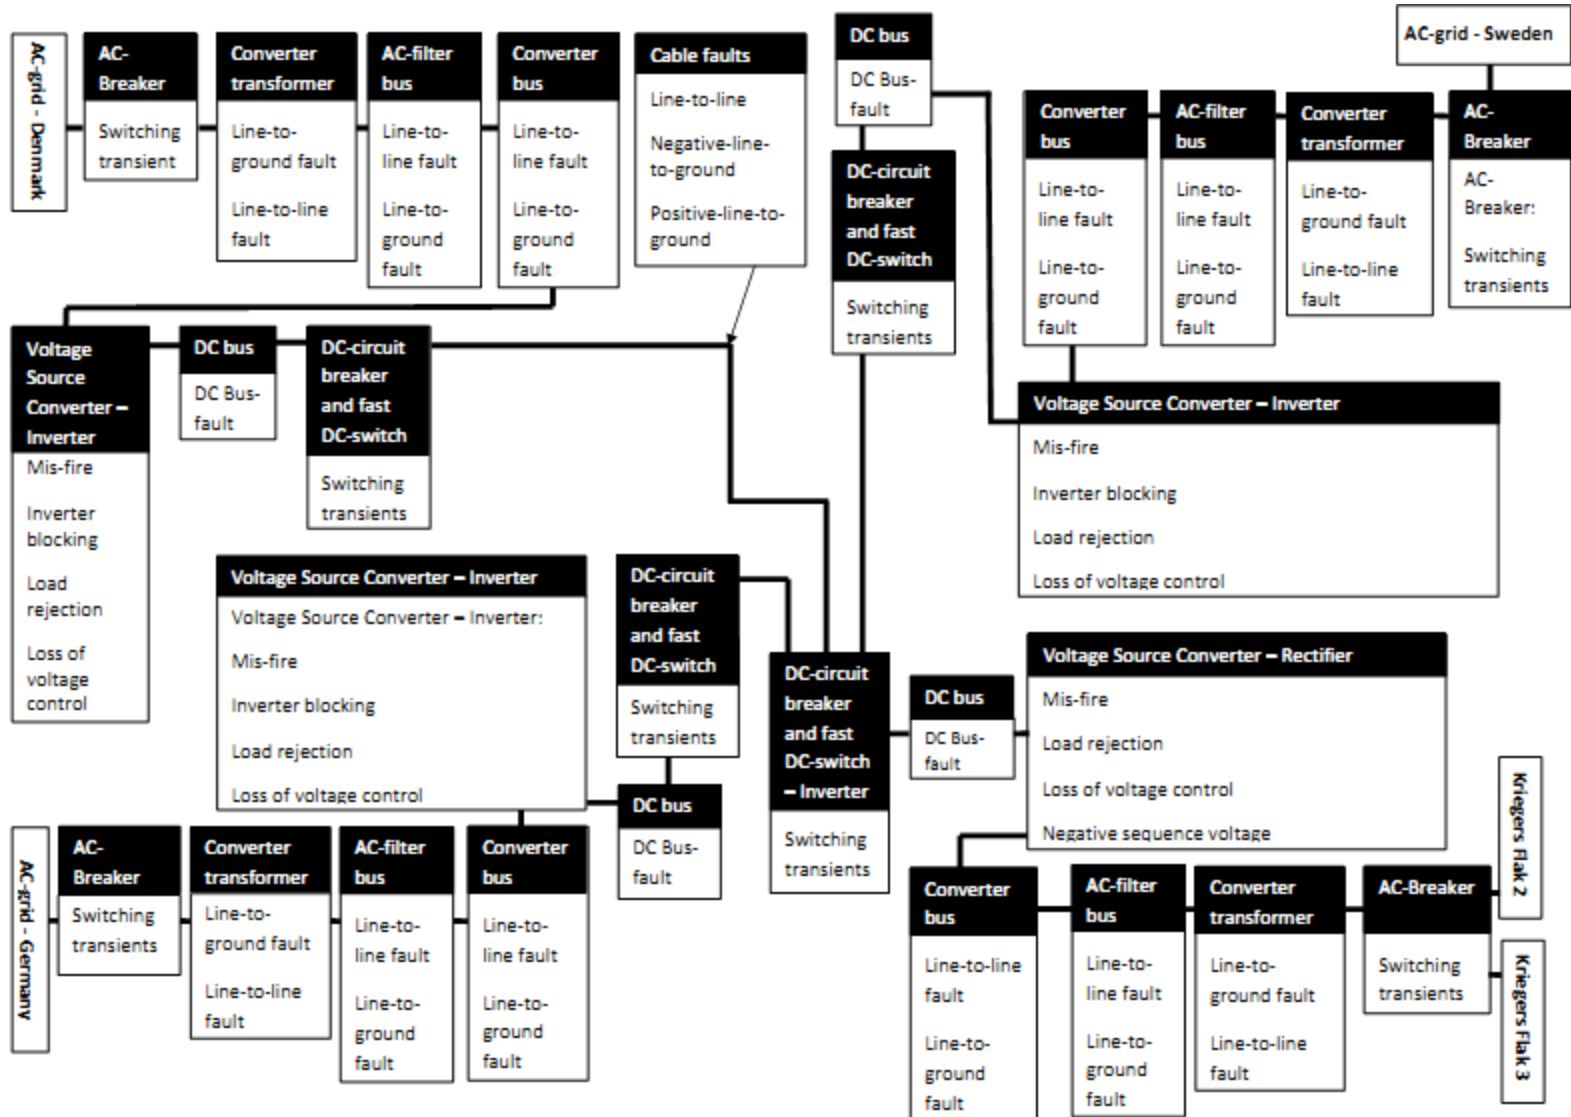 AC-grid - Denmark
AC-
Breaker
Switching
transient
Converter
transformer
Line-to-
ground fault
Line-to-line
fault
AC-filter
bus
Line-to-
line fault
Line-to-
ground
fault
Converter
bus
Line-to-
line fault
Line-to-
ground
fault
Cable faults
Line-to-line
Negative-line-
to-ground
Positive-line-to-
ground
DC bus
DC Bus-
fault
DC-circuit
breaker
and fast
DC-switch
Switching
transients
AC-grid - Sweden
Converter
bus
Line-to-
line fault
Line-to-
ground
fault
AC-filter
bus
Line-to-
line fault
Line-to-
ground
fault
Converter
transformer
Line-to-
ground fault
Line-to-line
fault
AC-
Breaker
AC-
Breaker:
Switching
transients
Voltage
Source
Converter –
Inverter
Mis-fire
Inverter
blocking
Load
rejection
Loss of
voltage
control
DC bus
DC Bus-
fault
DC-circuit
breaker
and fast
DC-switch
Switching
transients
Voltage Source Converter – Inverter
Mis-fire
Inverter blocking
Load rejection
Loss of voltage control
Voltage Source Converter – Inverter
Voltage Source Converter – Inverter:
Mis-fire
Inverter blocking
Load rejection
Loss of voltage control
DC-circuit
breaker
and fast
DC-switch
Switching
transients
DC bus
DC Bus-
fault
DC-circuit
breaker
and fast
DC-switch
– Inverter
Switching
transients
DC bus
DC Bus-
fault
Voltage Source Converter – Rectifier
Mis-fire
Load rejection
Loss of voltage control
Negative sequence voltage
AC-grid - Germany
AC-
Breaker
Switching
transients
Converter
transformer
Line-to-
ground fault
Line-to-line
fault
AC-filter
bus
Line-to-
line fault
Line-to-
ground
fault
Converter
bus
Line-to-
line fault
Line-to-
ground
fault
Converter
bus
Line-to-line
fault
Line-to-
ground
fault
AC-filter
bus
Line-to-
line fault
Line-to-
ground
fault
Converter
transformer
Line-to-
ground fault
Line-to-line
fault
AC-Breaker
Switching
transients
Kriegers Flak 2
Kriegers Flak 3